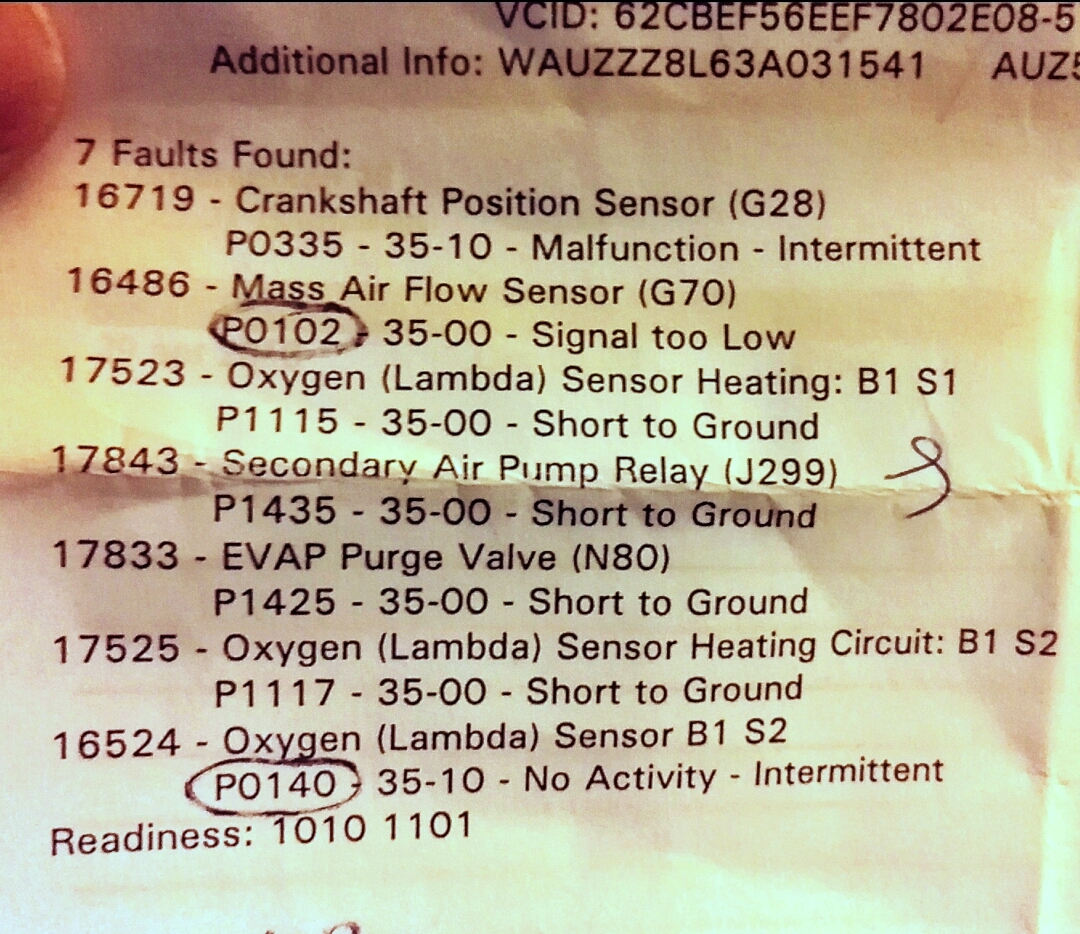 VCID: 62CBEF56EEF7802E08-5
Additional Info: WAUZZZ8L63A031541 AUZ5
7 Faults Found:
16719 - Crankshaft Position Sensor (G28)
P0335 - 35-10 - Malfunction - Intermittent
16486 - Mass Air Flow Sensor (G70)
P0102 - 35-00 - Signal too Low
17523 - Oxygen (Lambda) Sensor Heating: B1 S1
P1115 - 35-00 - Short to Ground
17843 - Secondary Air Pump Relay (J299)
P1435 - 35-00 - Short to Ground
17833 - EVAP Purge Valve (N80)
P1425 - 35-00 - Short to Ground
17525 - Oxygen (Lambda) Sensor Heating Circuit: B1 S2
P1117 - 35-00 - Short to Ground
16524 - Oxygen (Lambda) Sensor B1 S2
P0140 - 35-10 - No Activity - Intermittent
Readiness: 1010 1101